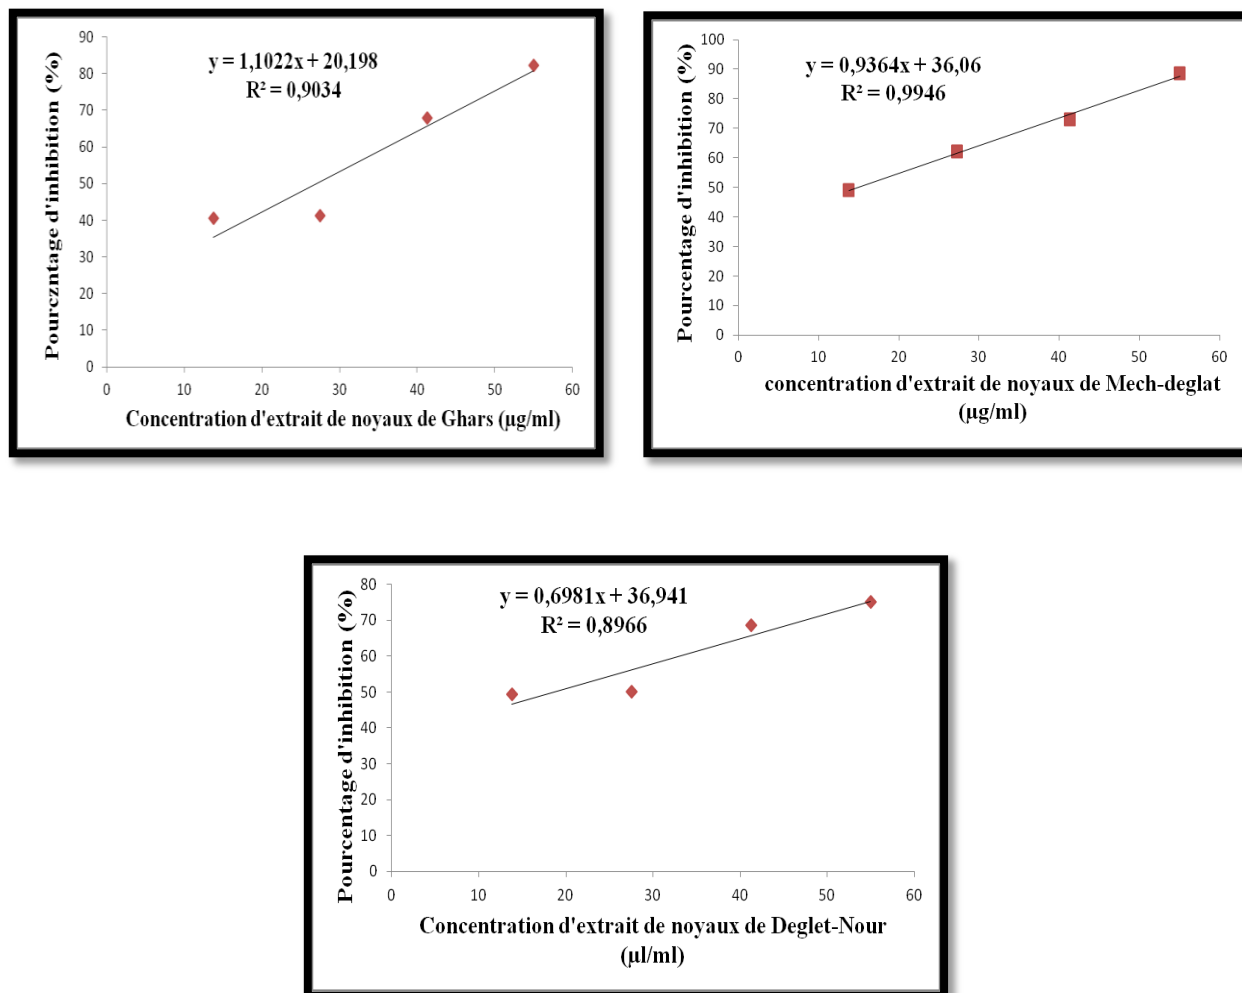 90
80
70
60
50
40
30
20
10
0
0 10 20 30 40 50 60
y = 1,1022x + 20,198
R² = 0,9034
Pourczntage d'inhibition (%)
Concentration d'extrait de noyaux de Ghars (µg/ml)
100
90
80
70
60
50
40
30
20
10
0
0 10 20 30 40 50 60
y = 0,9364x + 36,06
R² = 0,9946
Pourcentage d'inhibition (%)
concentration d'extrait de noyaux de Mech-deglat
(µg/ml)
80
70
60
50
40
30
20
10
0
0 10 20 30 40 50 60
y = 0,6981x + 36,941
R² = 0,8966
Pourcentage d'inhibition (%)
Concentration d'extrait de noyaux de Deglet-Nour
(µl/ml)